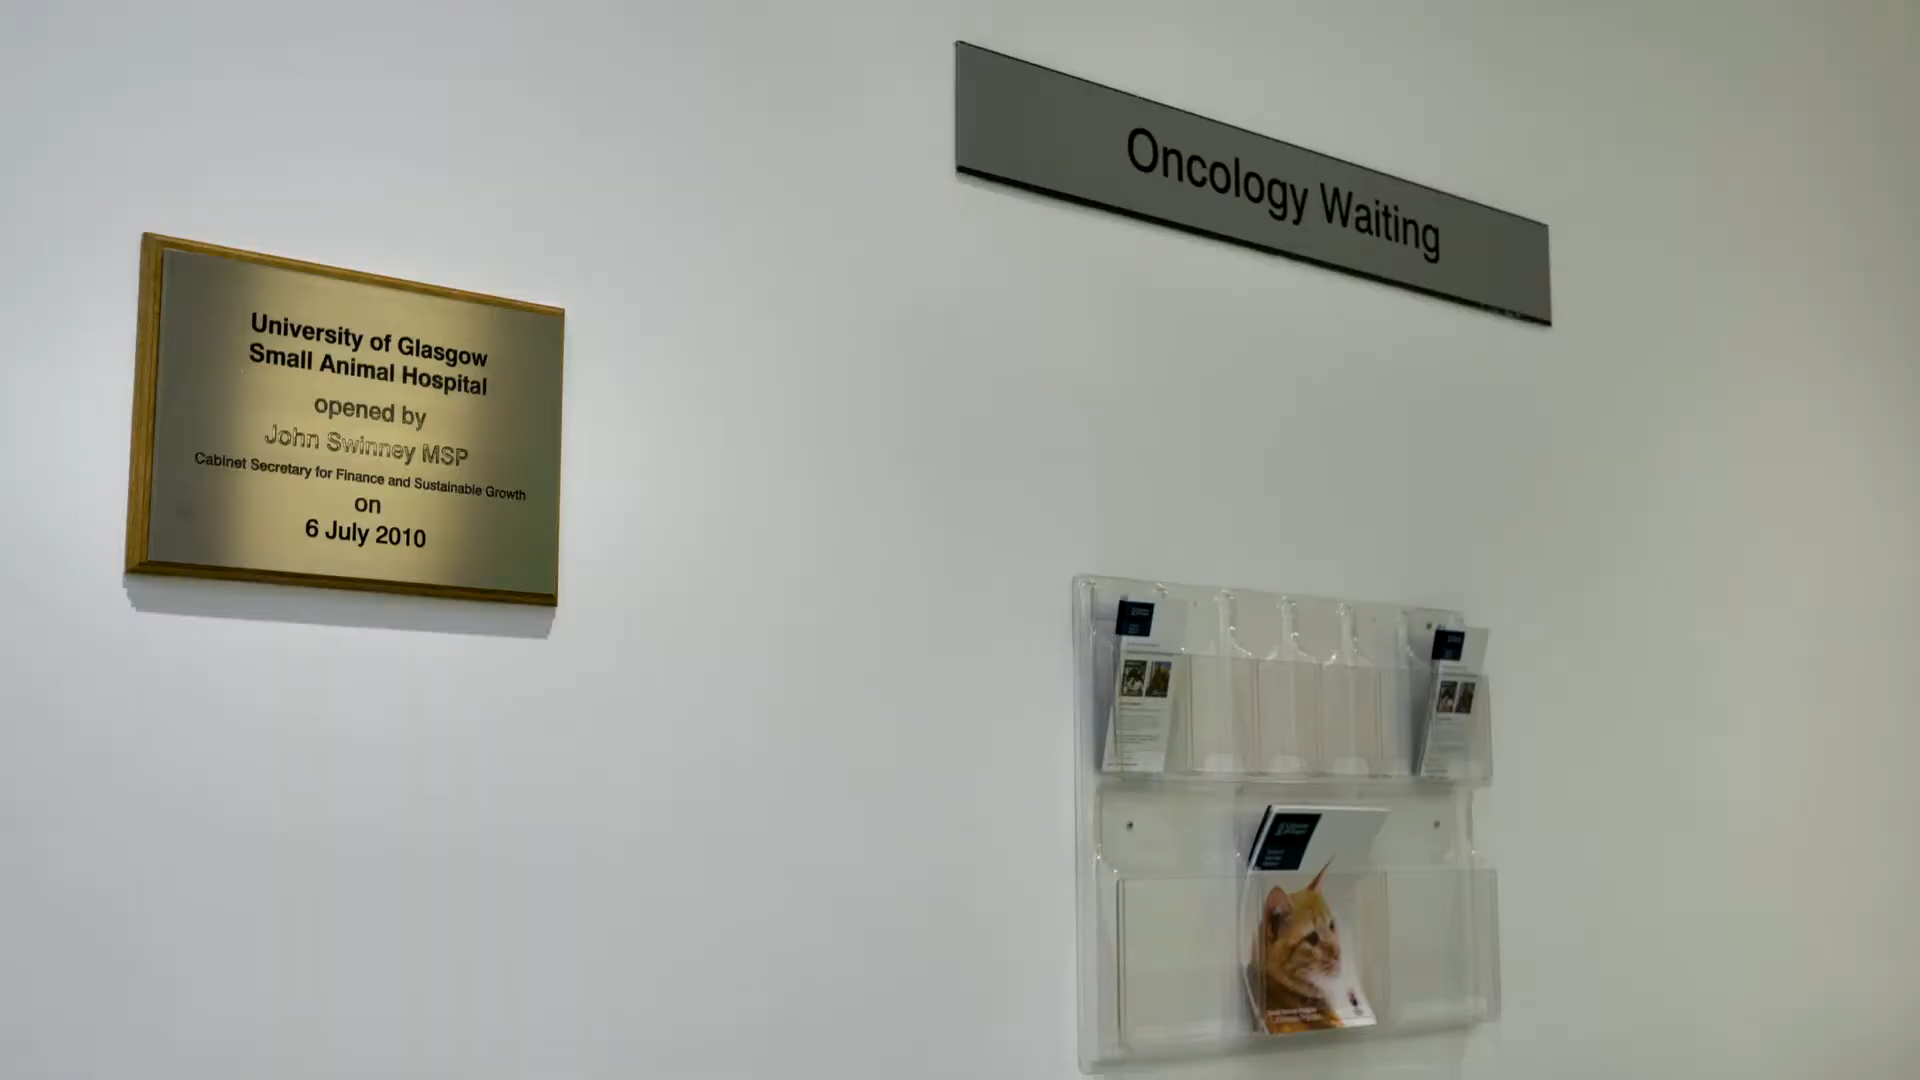 University of Glasgow
Small Animal Hospital
opened by
John Swinney MSP
Cabinet Secretary for Finance and Sustainable Growth
on
6 July 2010
Oncology Waiting